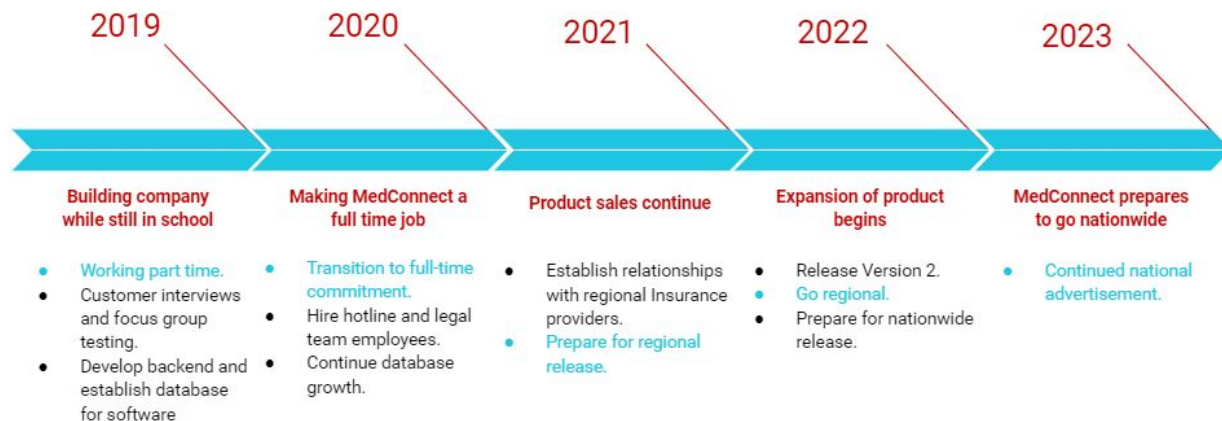 2019
2020
2021
2022
2023
Building company
while still in school
Making MedConnect a
full time job
Product sales continue
Expansion of product
begins
MedConnect prepares
to go nationwide
● Working part time.
● Customer interviews
and focus group
testing.
● Develop backend and
establish database
for software
● Transition to full-time
commitment.
● Hire hotline and legal
team employees.
● Continue database
growth.
● Establish relationships
with regional Insurance
providers.
● Prepare for regional
release.
● Release Version 2.
● Go regional.
● Prepare for nationwide
release.
● Continued national
advertisement.